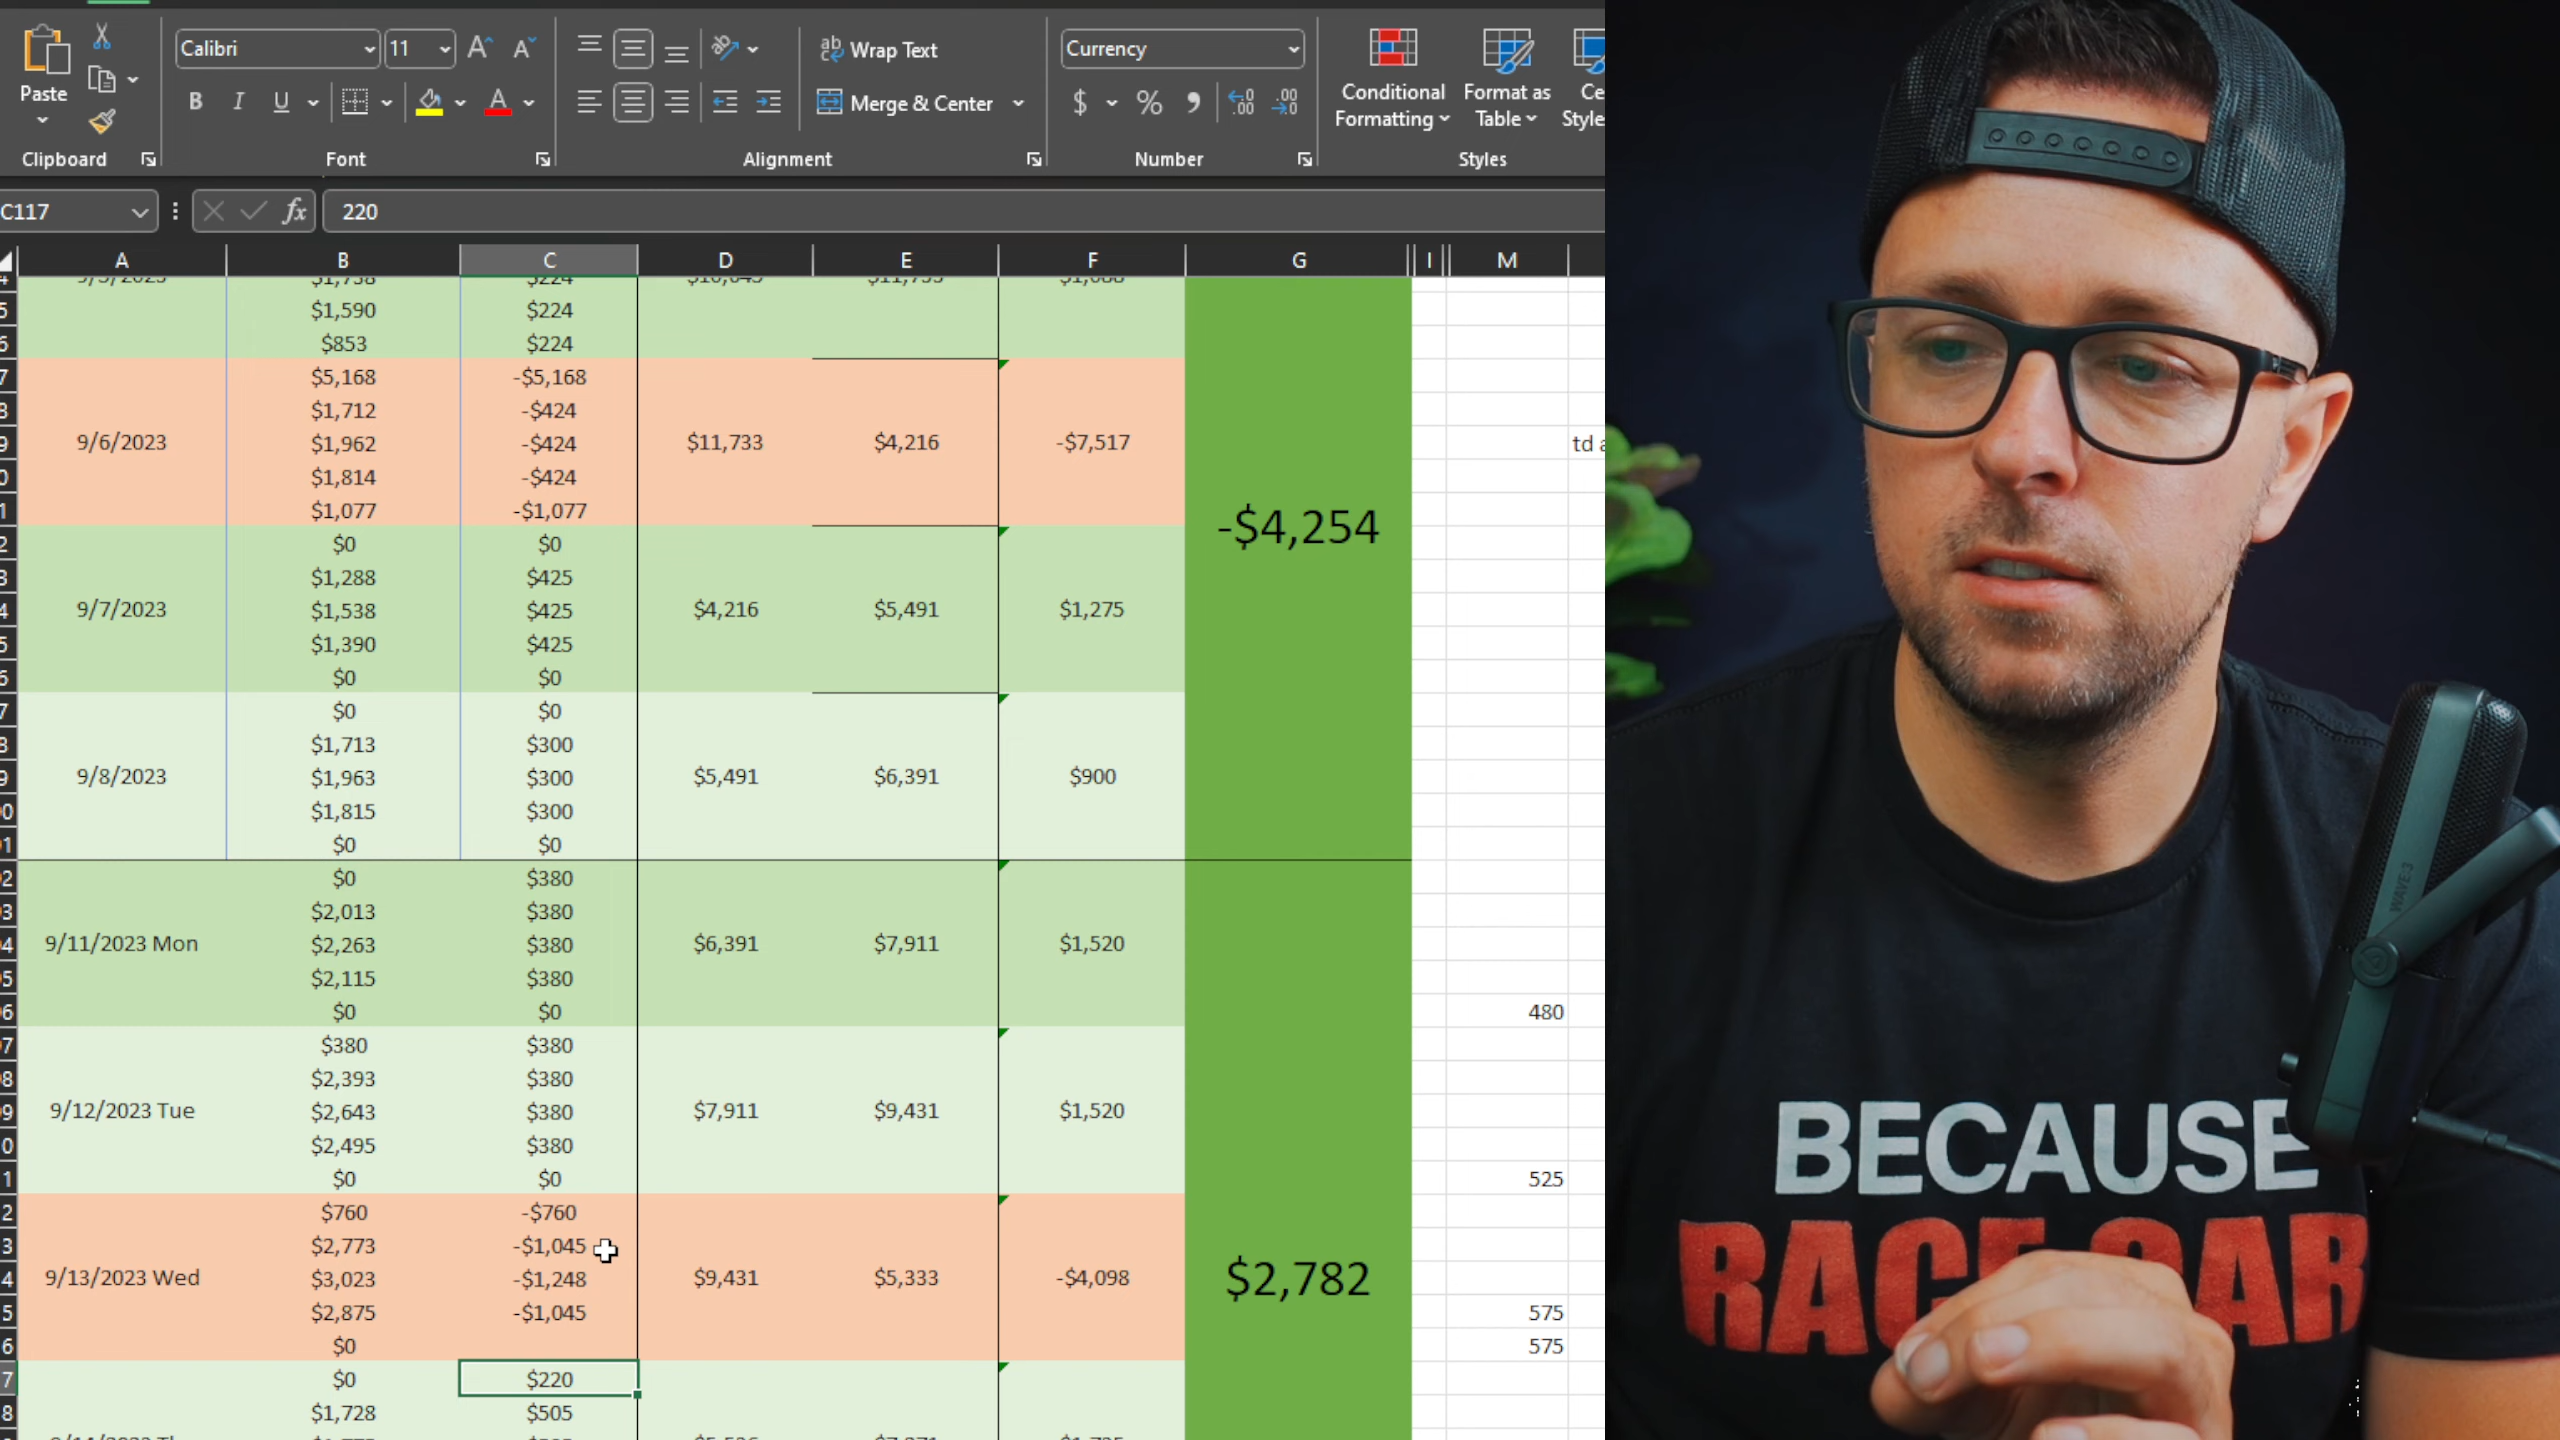 Calibri 11 Wrap Text Currency
Paste B I U Merge & Center $ % Conditional Formatting Format as Table
Clipboard Font Alignment Number Styles
C117 fx 220
A B C D E F G I M
$1,590 $224
$853 $224
$5,168 -$5,168
$1,712 -$424
9/6/2023 $1,962 -$424 $11,733 $4,216 -$7,517 td
$1,814 -$424
-$4,254
$1,077 -$1,077
$0 $0
$1,288 $425
9/7/2023 $1,538 $425 $4,216 $5,491 $1,275
$1,390 $425
$0 $0
$0 $0
$1,713 $300
9/8/2023 $1,963 $300 $5,491 $6,391 $900
$1,815 $300
$0 $0
$0 $380
$2,013 $380
9/11/2023 Mon $2,263 $380 $6,391 $7,911 $1,520
$2,115 $380
$0 $0 480
$380 $380
$2,393 $380
9/12/2023 Tue $2,643 $380 $7,911 $9,431 $1,520
$2,495 $380
$0 $0 525
$760 -$760
$2,773 -$1,045
9/13/2023 Wed $3,023 -$1,248 $9,431 $5,333 -$4,098 $2,782
$2,875 -$1,045 575
$0 575
$0 $220
$1,728 $505
WAVE:3
BECAUSE
RACE CAR